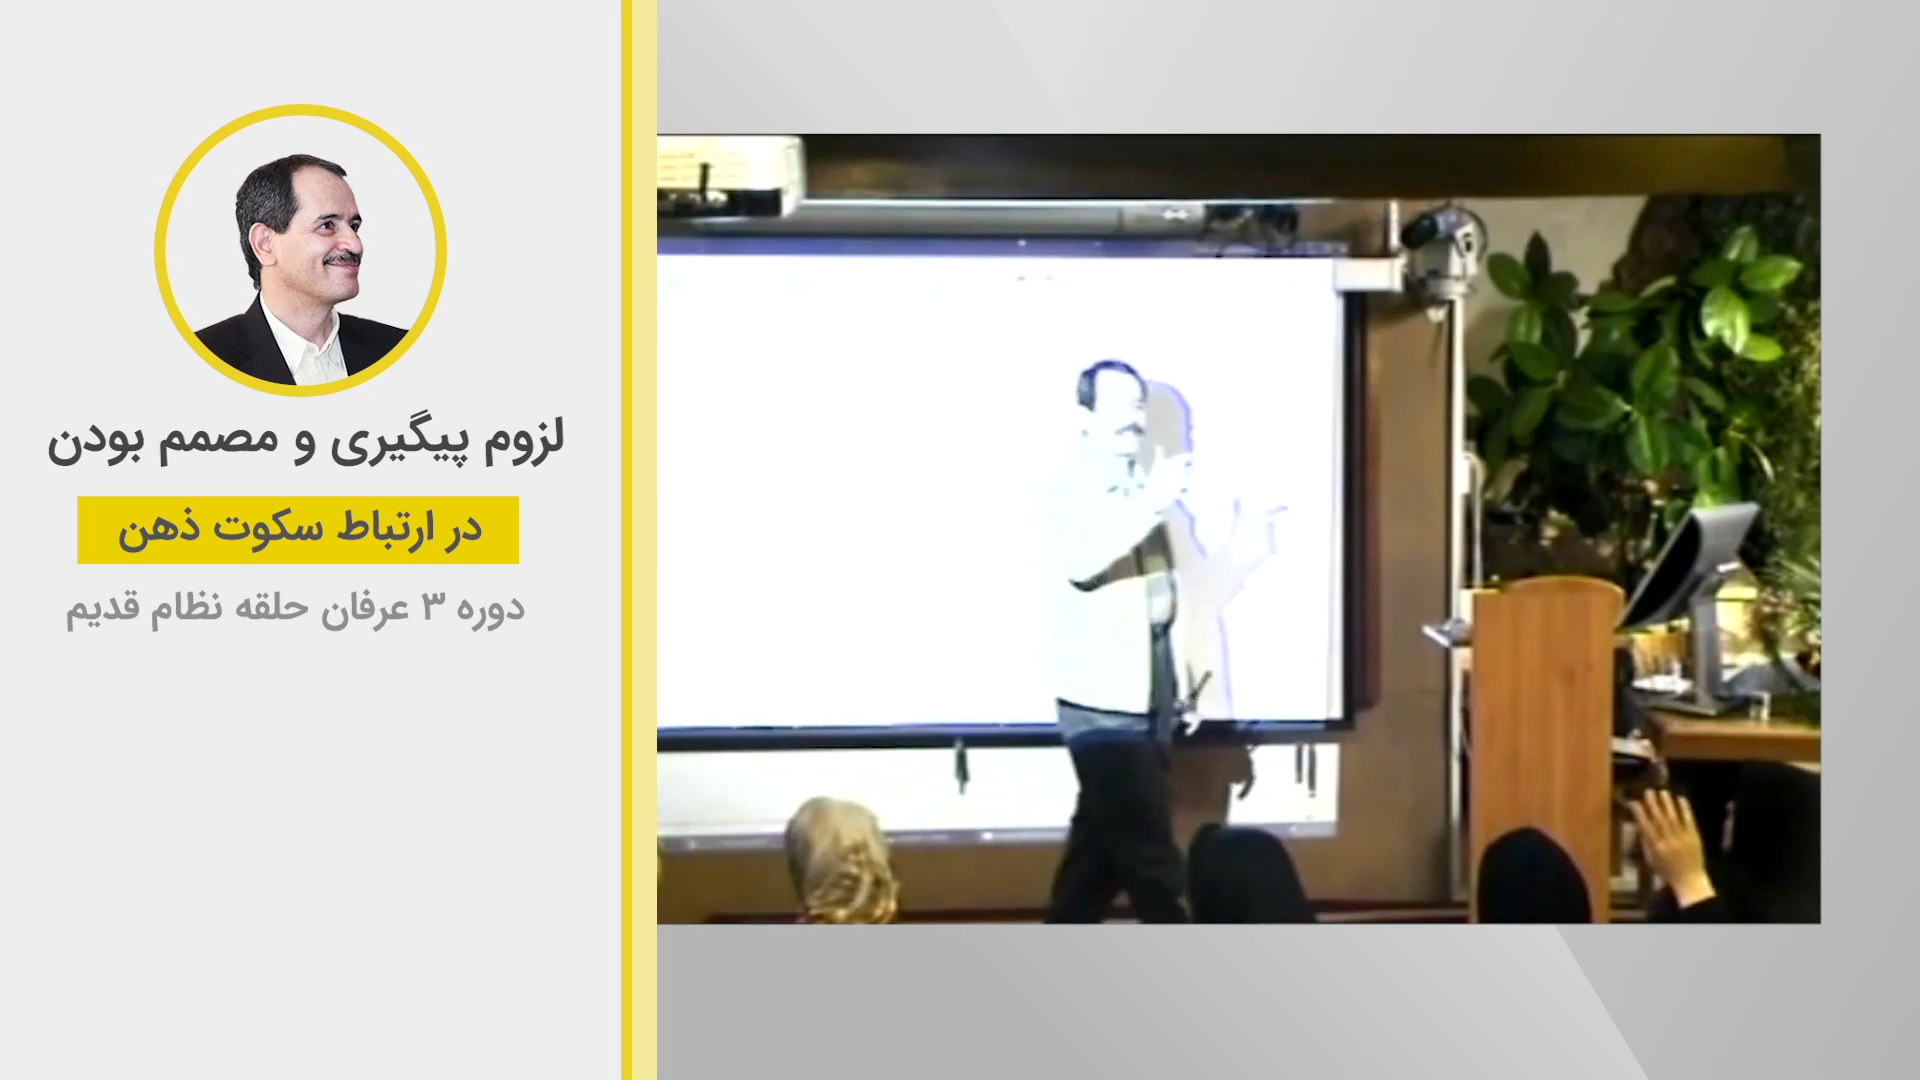 لزوم پیگیری و مصمم بودن
در ارتباط سکوت ذهن
دوره ۳ عرفان حلقه نظام قدیم